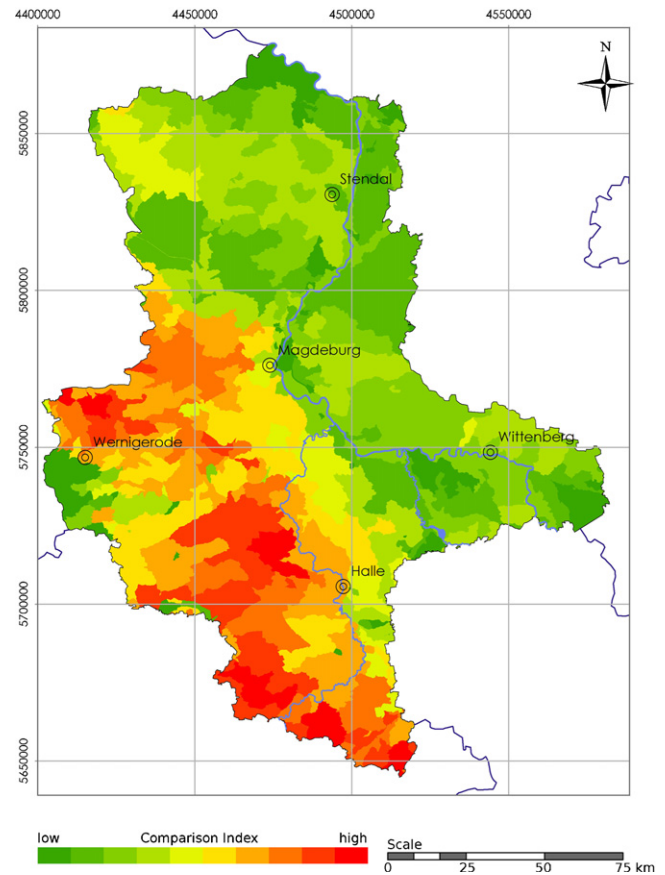 4400000 4450000 4500000 4550000
N
5850000
Stendal
5800000
Magdeburg
5750000
Wernigerode
Wittenberg
Halle
5700000
5650000
low Comparison Index high
Scale
0 25 50 75 km